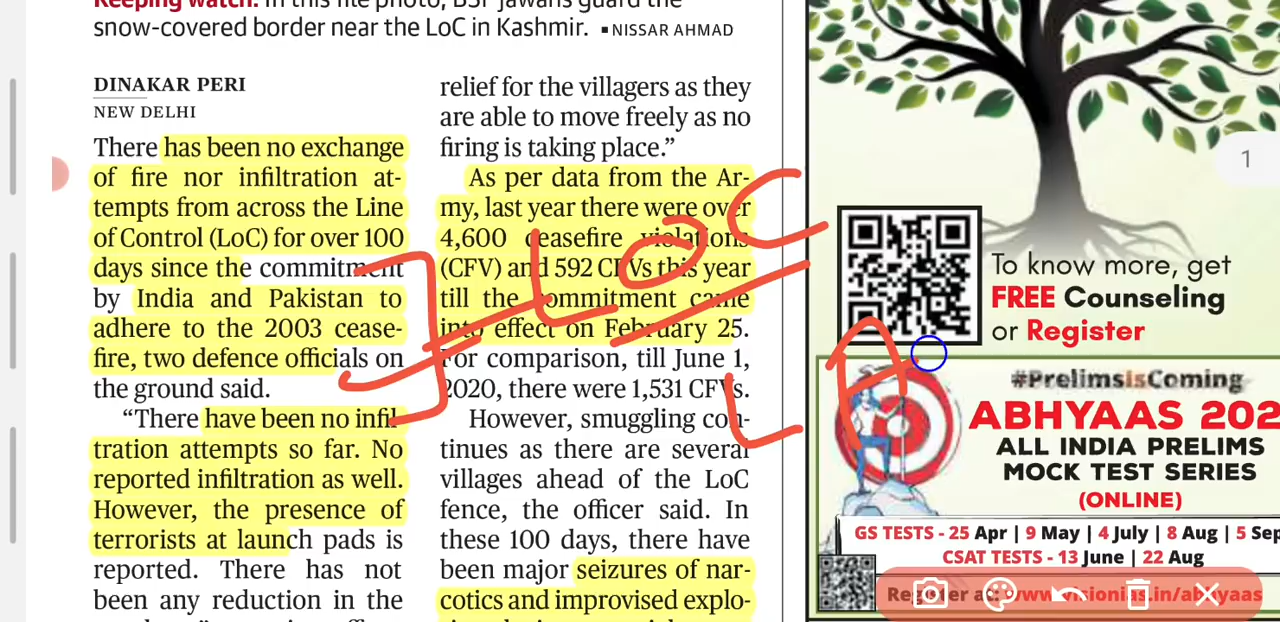 Keeping watch: In this file photo, BSF jawans guard the
snow-covered border near the LoC in Kashmir. ▪ NISSAR AHMAD
DINAKAR PERI
NEW DELHI
There has been no exchange
of fire nor infiltration at-
tempts from across the Line
of Control (LoC) for over 100
days since the commitment
by India and Pakistan to
adhere to the 2003 cease-
fire, two defence officials on
the ground said.
“There have been no infil-
tration attempts so far. No
reported infiltration as well.
However, the presence of
terrorists at launch pads is
reported. There has not
been any reduction in the
relief for the villagers as they
are able to move freely as no
firing is taking place.”
As per data from the Ar-
my, last year there were over
4,600 ceasefire violations
(CFV) and 592 CFVs this year
till the commitment came
into effect on February 25.
For comparison, till June 1,
2020, there were 1,531 CFVs.
However, smuggling con-
tinues as there are several
villages ahead of the LoC
fence, the officer said. In
these 100 days, there have
been major seizures of nar-
cotics and improvised explo-
LOC
LA
1
To know more, get
FREE Counseling
or Register
#PrelimsIsComing
ABHYAAS 202
ALL INDIA PRELIMS
MOCK TEST SERIES
(ONLINE)
GS TESTS - 25 Apr | 9 May | 4 July | 8 Aug | 5 Sep
CSAT TESTS - 13 June | 22 Aug
Register at: www.visionias.in/abhyaas